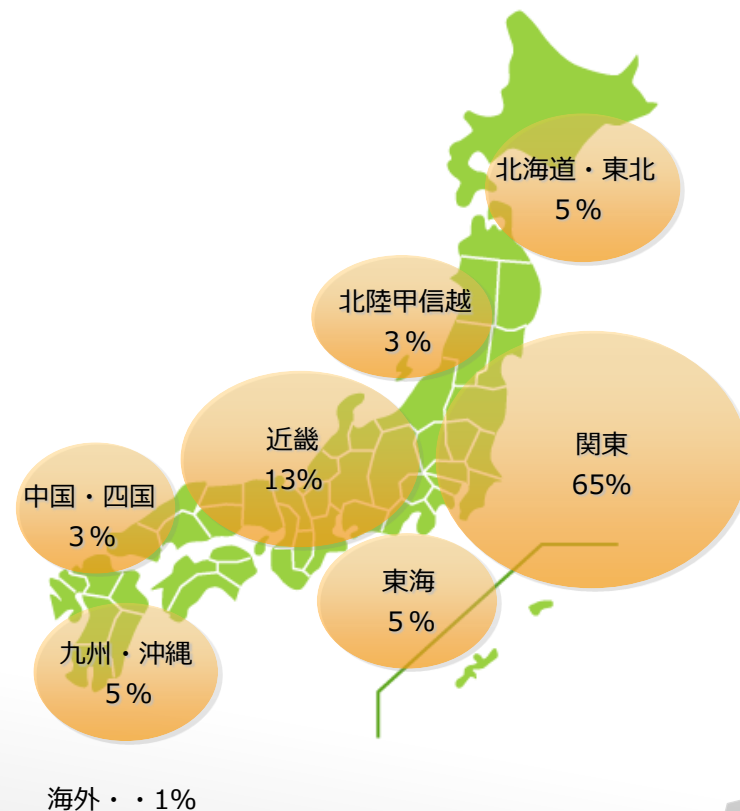 北海道・東北
5%
北陸甲信越
3%
近畿
13%
関東
65%
中国・四国
3%
東海
5%
九州・沖縄
5%
海外・・1%